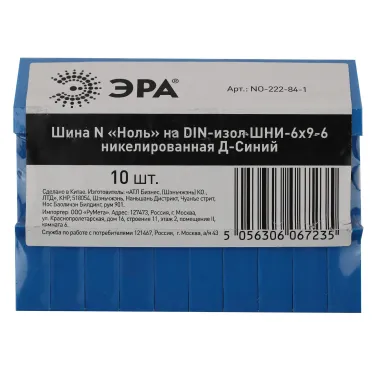 ЭРА
Арт.: NO-222-84-1
Шина N «Ноль» на DIN-изол ШНИ-6х9-6
никелированная Д-Синий
10 шт.
Сделано в Китае. Изготовитель: «АТЛ Бизнес, (Шэньчжэнь) КО.,
ЛТД», КНР, 518054, Шэньчжэнь, Наньшань Дистрикт, Чуанье стрит,
Нос Баоличэн Билдинг, рум 901.
Импортер: ООО «РуМета». Адрес: 127473, Россия, г. Москва,
ул. Краснопролетарская, дом 16, строение 11, этаж 2, помещение II,
комната 6.
Служба по работе с потребителями: 121467, Россия, г. Москва, а/я 43
5 056306 067235